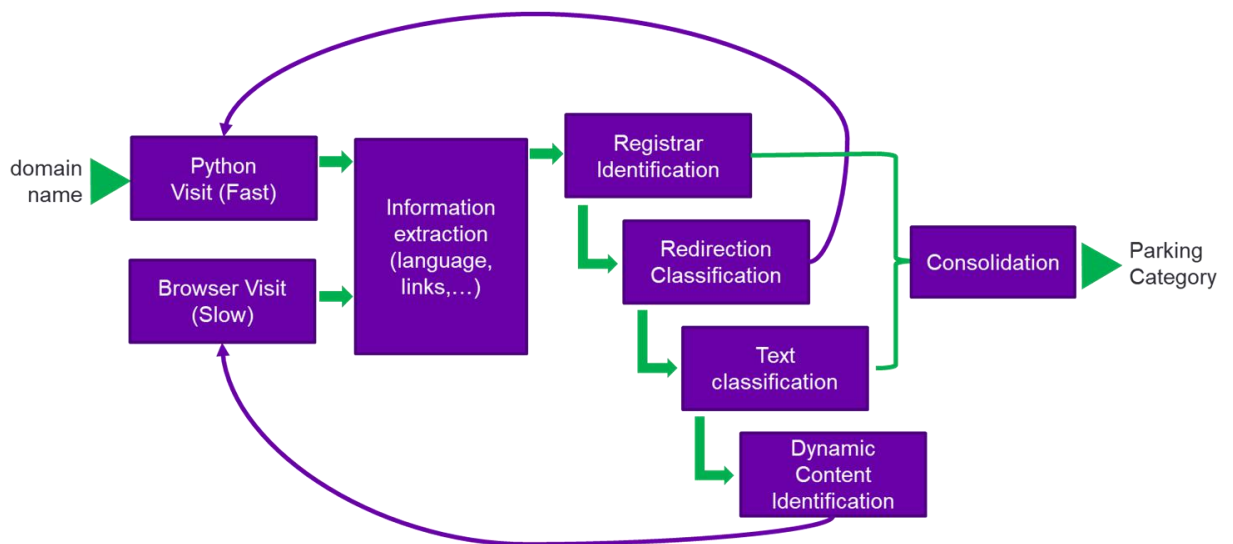 domain
name
Python
Visit (Fast)
Browser Visit
(Slow)
Information
extraction
(language,
links,…)
Registrar
Identification
Redirection
Classification
Text
classification
Dynamic
Content
Identification
Consolidation
Parking
Category